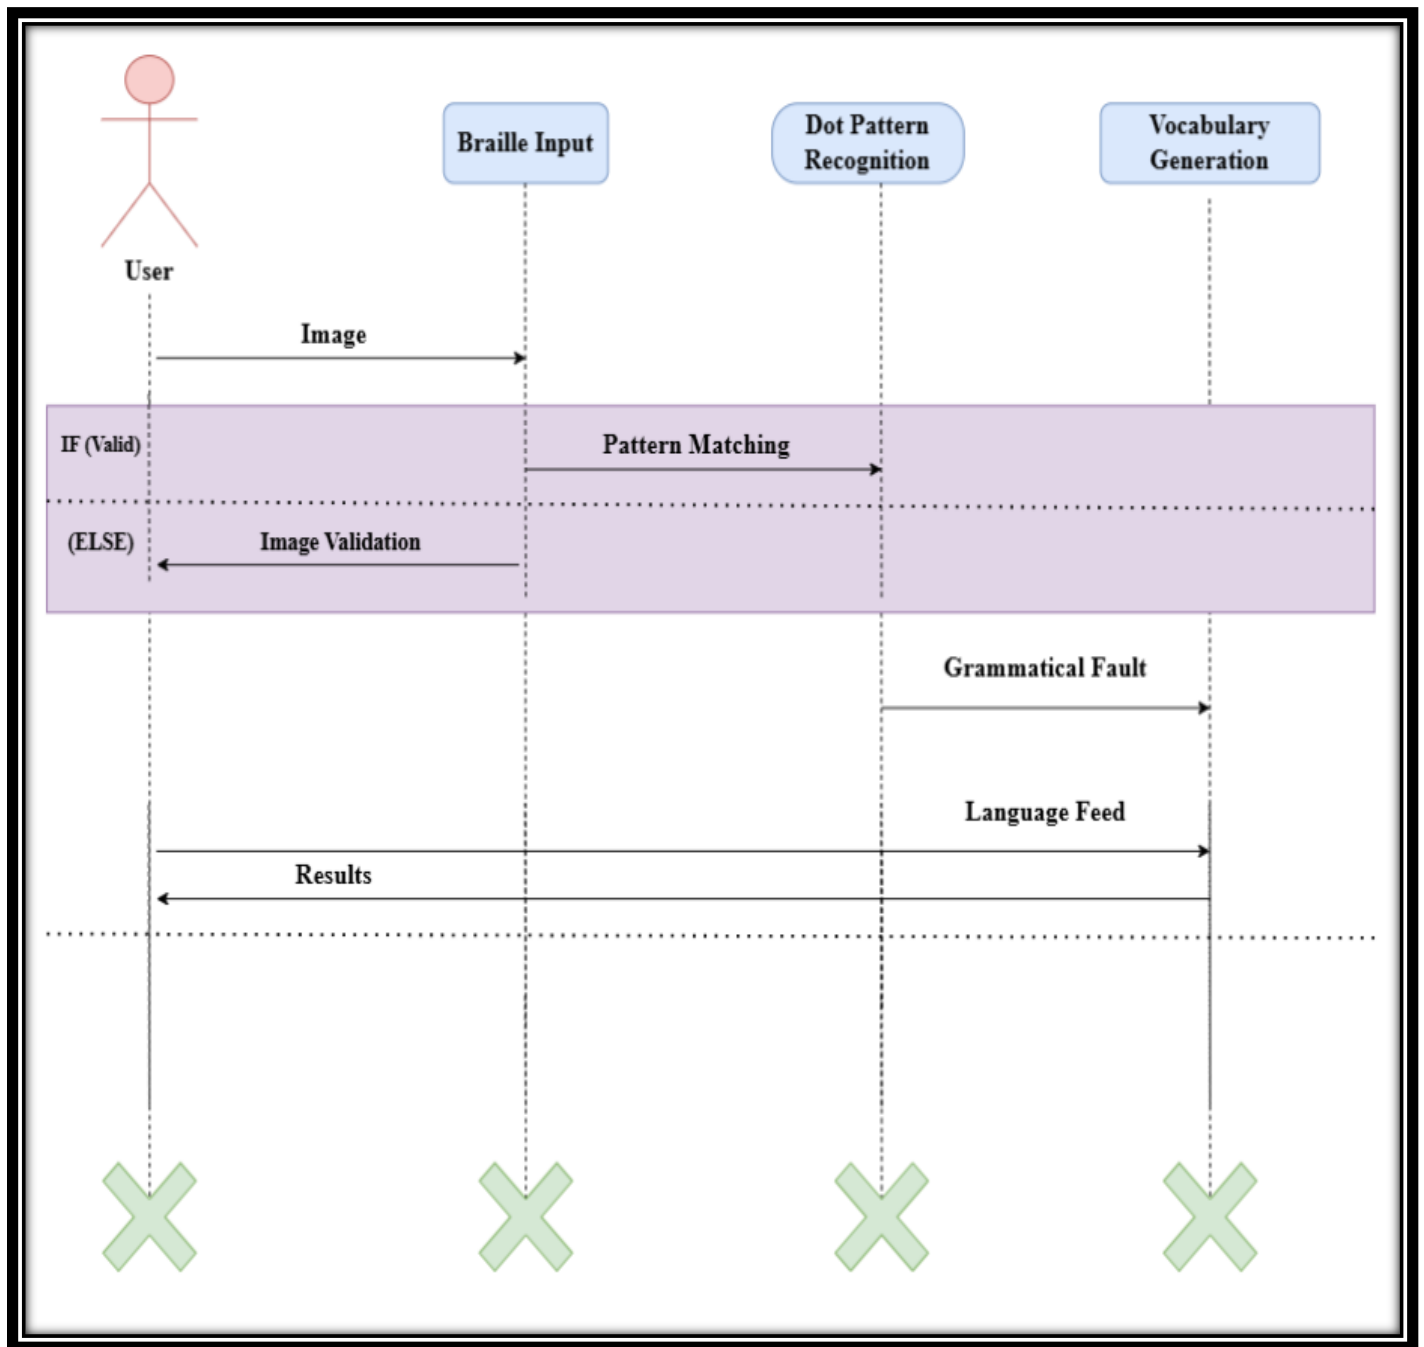 Braille Input
Dot Pattern
Recognition
Vocabulary
Generation
User
Image
IF (Valid)
Pattern Matching
(ELSE)
Image Validation
Grammatical Fault
Language Feed
Results